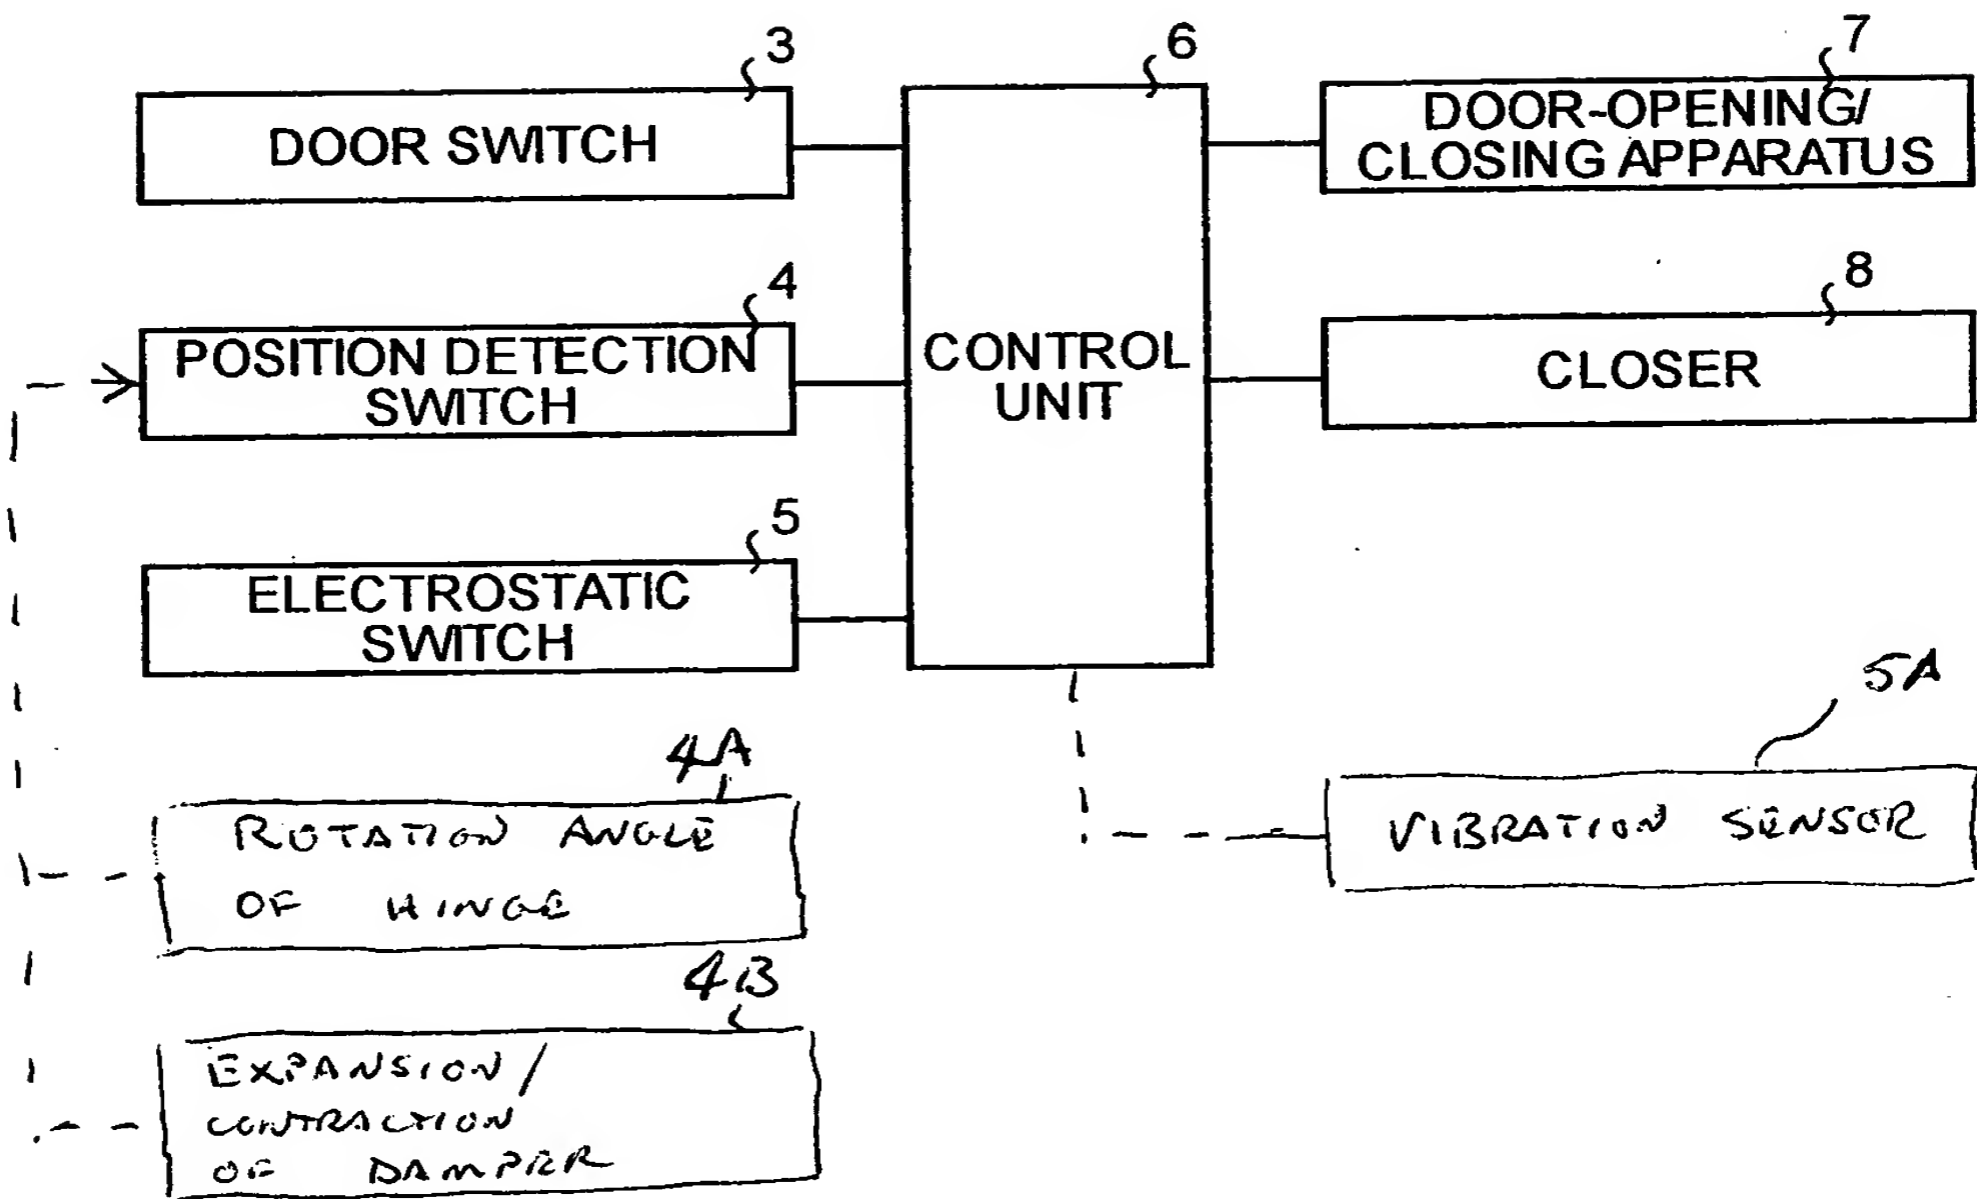 3
DOOR SWITCH
4
POSITION DETECTION
SWITCH
5
ELECTROSTATIC
SWITCH
6
CONTROL
UNIT
7
DOOR-OPENING/
CLOSING APPARATUS
8
CLOSER
4A
ROTATION ANGLE
OF HINGE
4B
EXPANSION/
CONTRACTION
OF DAMPER
5A
VIBRATION SENSOR